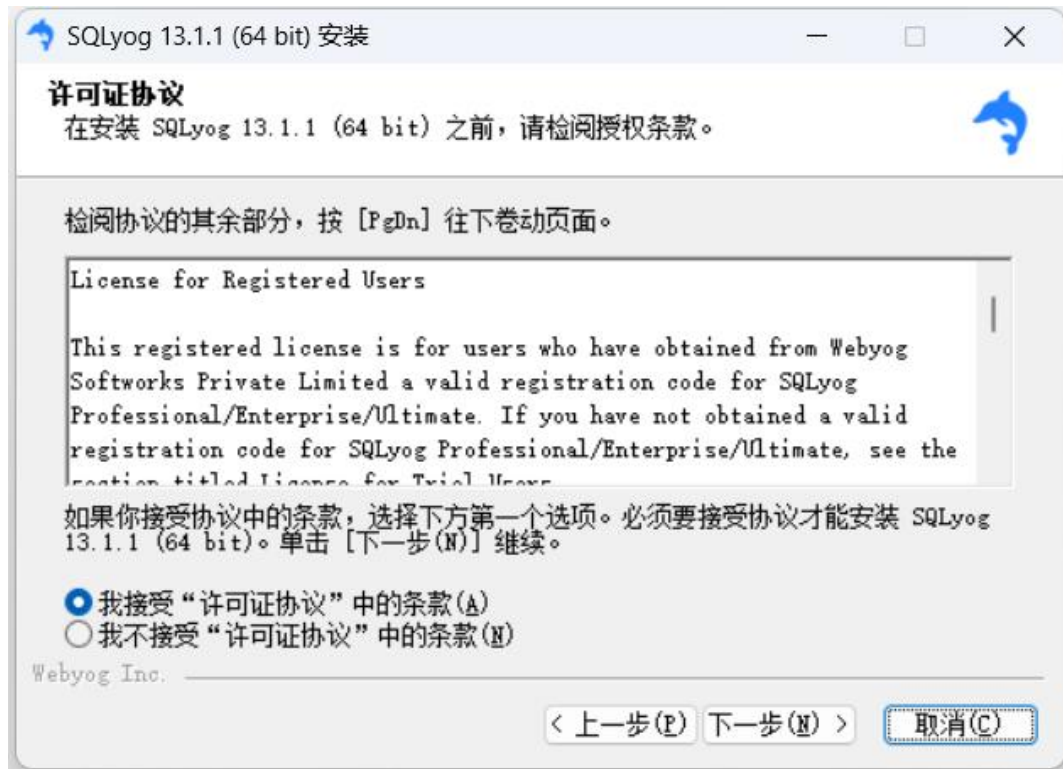 SQLyog 13.1.1 (64 bit) 安装
许可证协议
在安装 SQLyog 13.1.1 (64 bit) 之前，请检阅授权条款。
检阅协议的其余部分，按 [PgDn] 往下卷动页面。
License for Registered Users
This registered license is for users who have obtained from Webyog
Softworks Private Limited a valid registration code for SQLyog
Professional/Enterprise/Ultimate. If you have not obtained a valid
registration code for SQLyog Professional/Enterprise/Ultimate, see the
section titled License for Trial Users
如果你接受协议中的条款，选择下方第一个选项。必须要接受协议才能安装 SQLyog
13.1.1 (64 bit)。单击 [下一步(N)] 继续。
我接受“许可证协议”中的条款(A)
我不接受“许可证协议”中的条款(N)
Webyog Inc.
< 上一步(P) 下一步(N) > 取消(C)